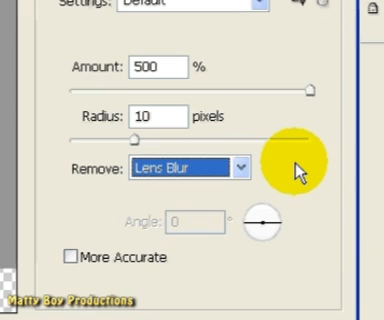 Settings: Default
Amount: 500 %
Radius: 10 pixels
Remove: Lens Blur
Angle: 0 °
More Accurate
Matty Boy Productions